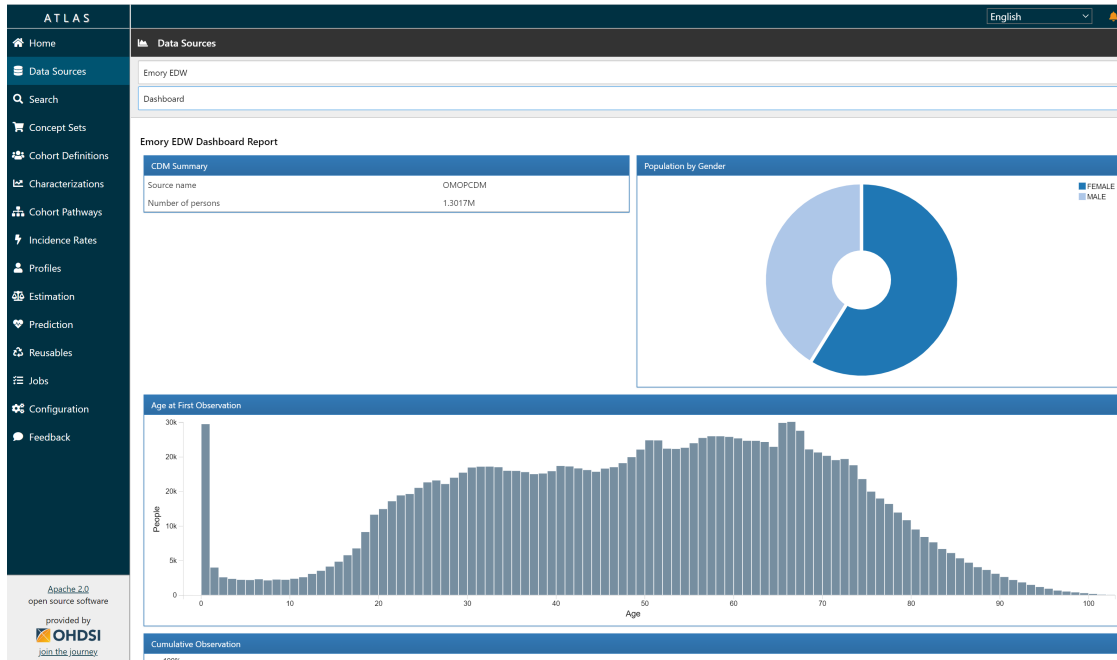 ATLAS
English
Home
Data Sources
Search
Concept Sets
Cohort Definitions
Characterizations
Cohort Pathways
Incidence Rates
Profiles
Estimation
Prediction
Reusables
Jobs
Configuration
Feedback
Apache 2.0
open source software
provided by
OHDSI
join the journey
Data Sources
Emory EDW
Dashboard
Emory EDW Dashboard Report
CDM Summary
Source name OMOPCDM
Number of persons 1.3017M
Population by Gender
FEMALE
MALE
Age at First Observation
30k
20k
20k
10k
5k
0
People
0 10 20 30 40 50 60 70 80 90 100
Age
Cumulative Observation
100%